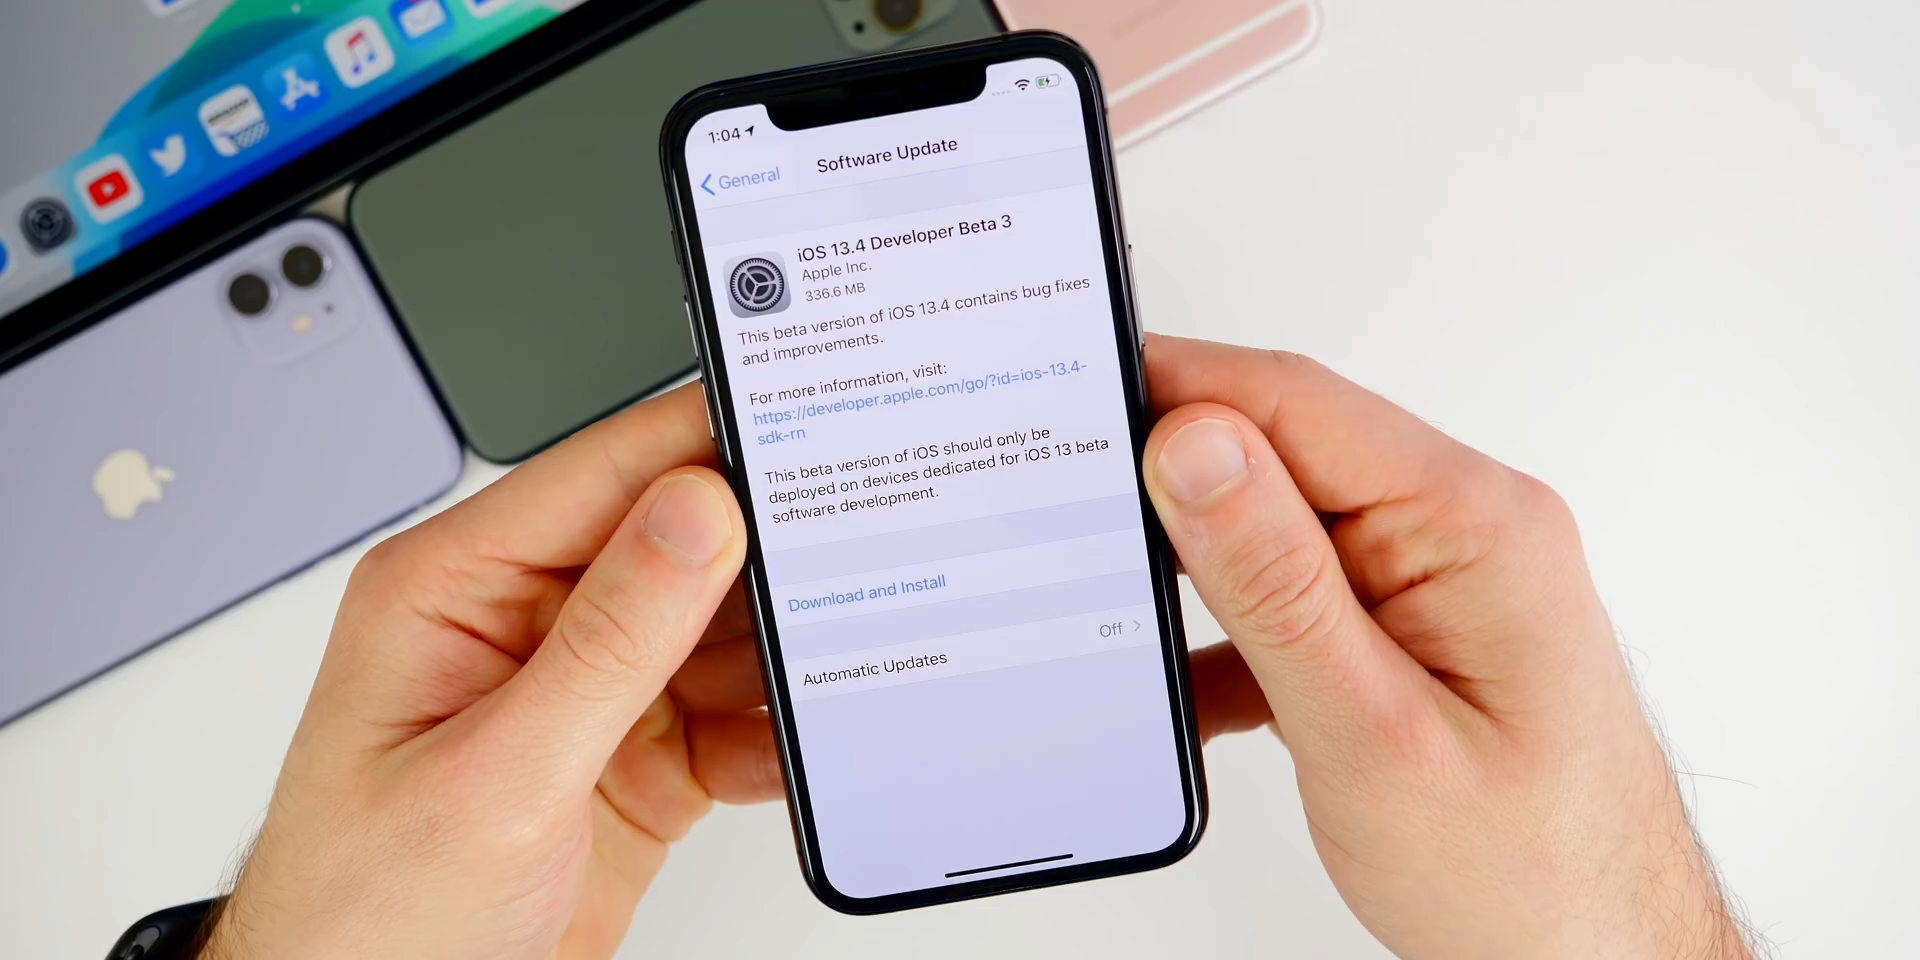 1:04
General
Software Update
iOS 13.4 Developer Beta 3
Apple Inc.
336.6 MB
This beta version of iOS 13.4 contains bug fixes
and improvements.
For more information, visit:
https://developer.apple.com/go/?id=ios-13.4-
sdk-rn
This beta version of iOS should only be
deployed on devices dedicated for iOS 13 beta
software development.
Download and Install
Automatic Updates Off